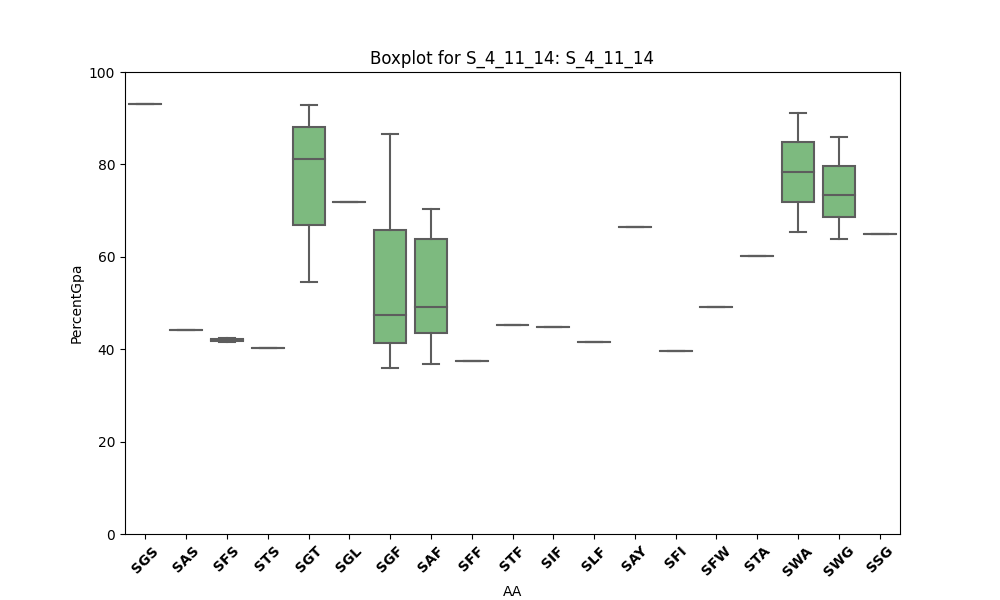 Boxplot for S_4_11_14: S_4_11_14
PercentGpa
100
80
60
40
20
0
SGS SAS SFS STS SGT SGL SGF SAF SFF STF SIF SLF SAY SFI SFW STA SWA SWG SSG
AA